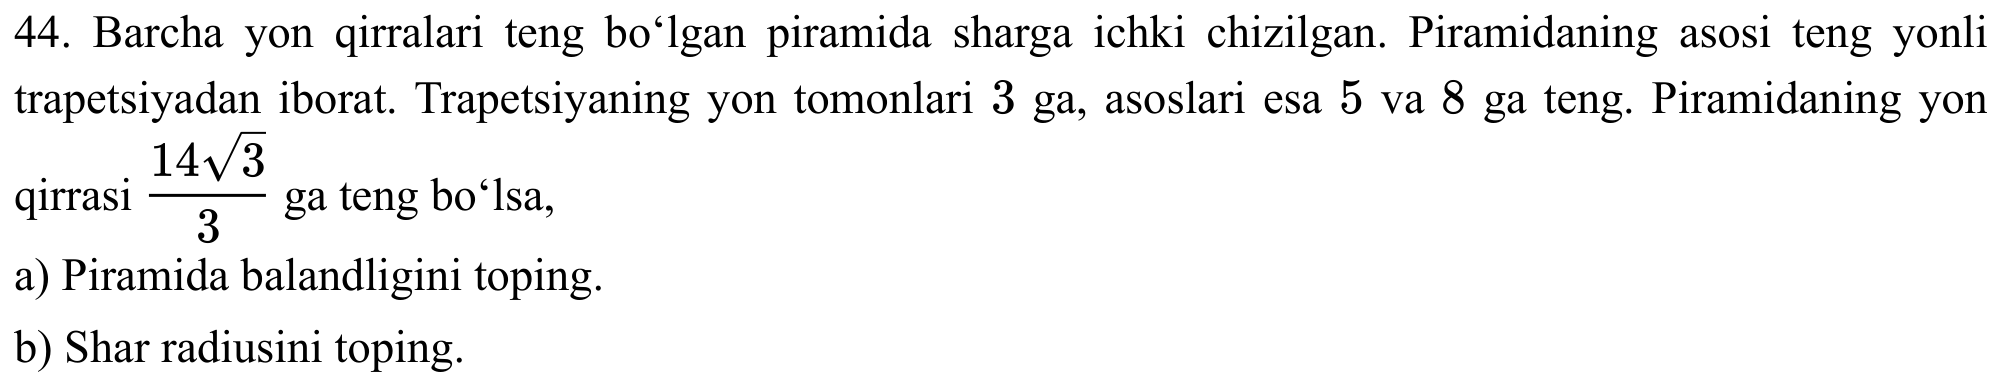 44. Barcha yon qirralari teng bo‘lgan piramida sharga ichki chizilgan. Piramidaning asosi teng yonli
trapetsiyadan iborat. Trapetsiyaning yon tomonlari 3 ga, asoslari esa 5 va 8 ga teng. Piramidaning yon
qirrasi \frac{14\sqrt{3}}{3} ga teng bo‘lsa,
a) Piramida balandligini toping.
b) Shar radiusini toping.